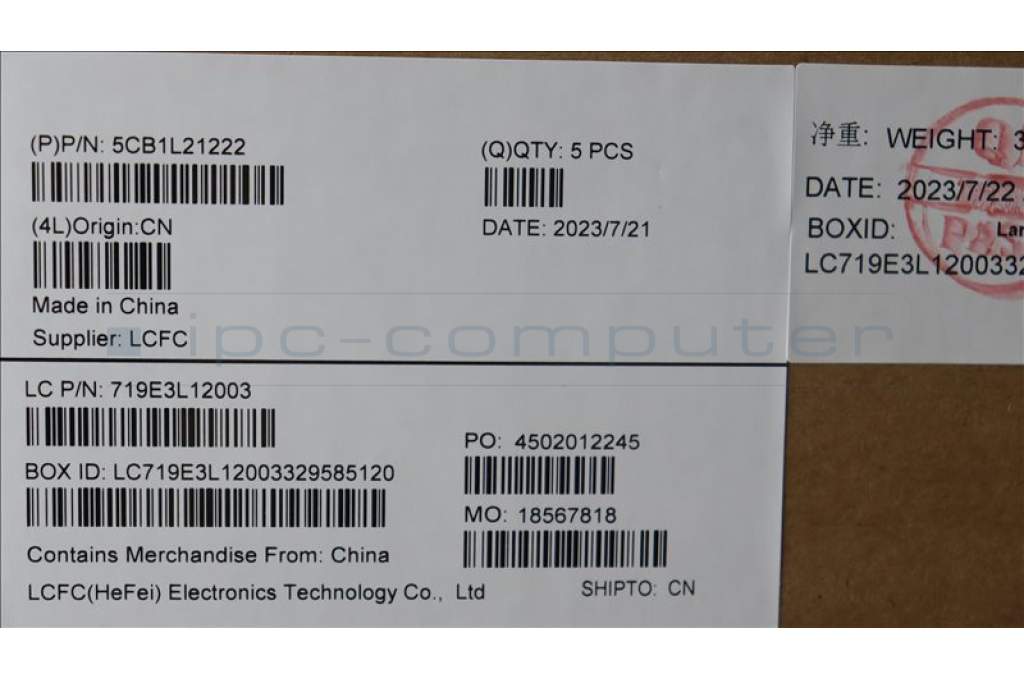 (P)P/N: 5CB1L21222
(Q)QTY: 5 PCS
(4L)Origin:CN
DATE: 2023/7/21
Made in China
Supplier: LCFC
ipc-computer
LC P/N: 719E3L12003
PO: 4502012245
BOX ID: LC719E3L12003329585120
MO: 18567818
Contains Merchandise From: China
LCFC(HeFei) Electronics Technology Co., Ltd
SHIPTO: CN
净重: WEIGHT: 3
DATE: 2023/7/22
BOXID:
LC719E3L1200332